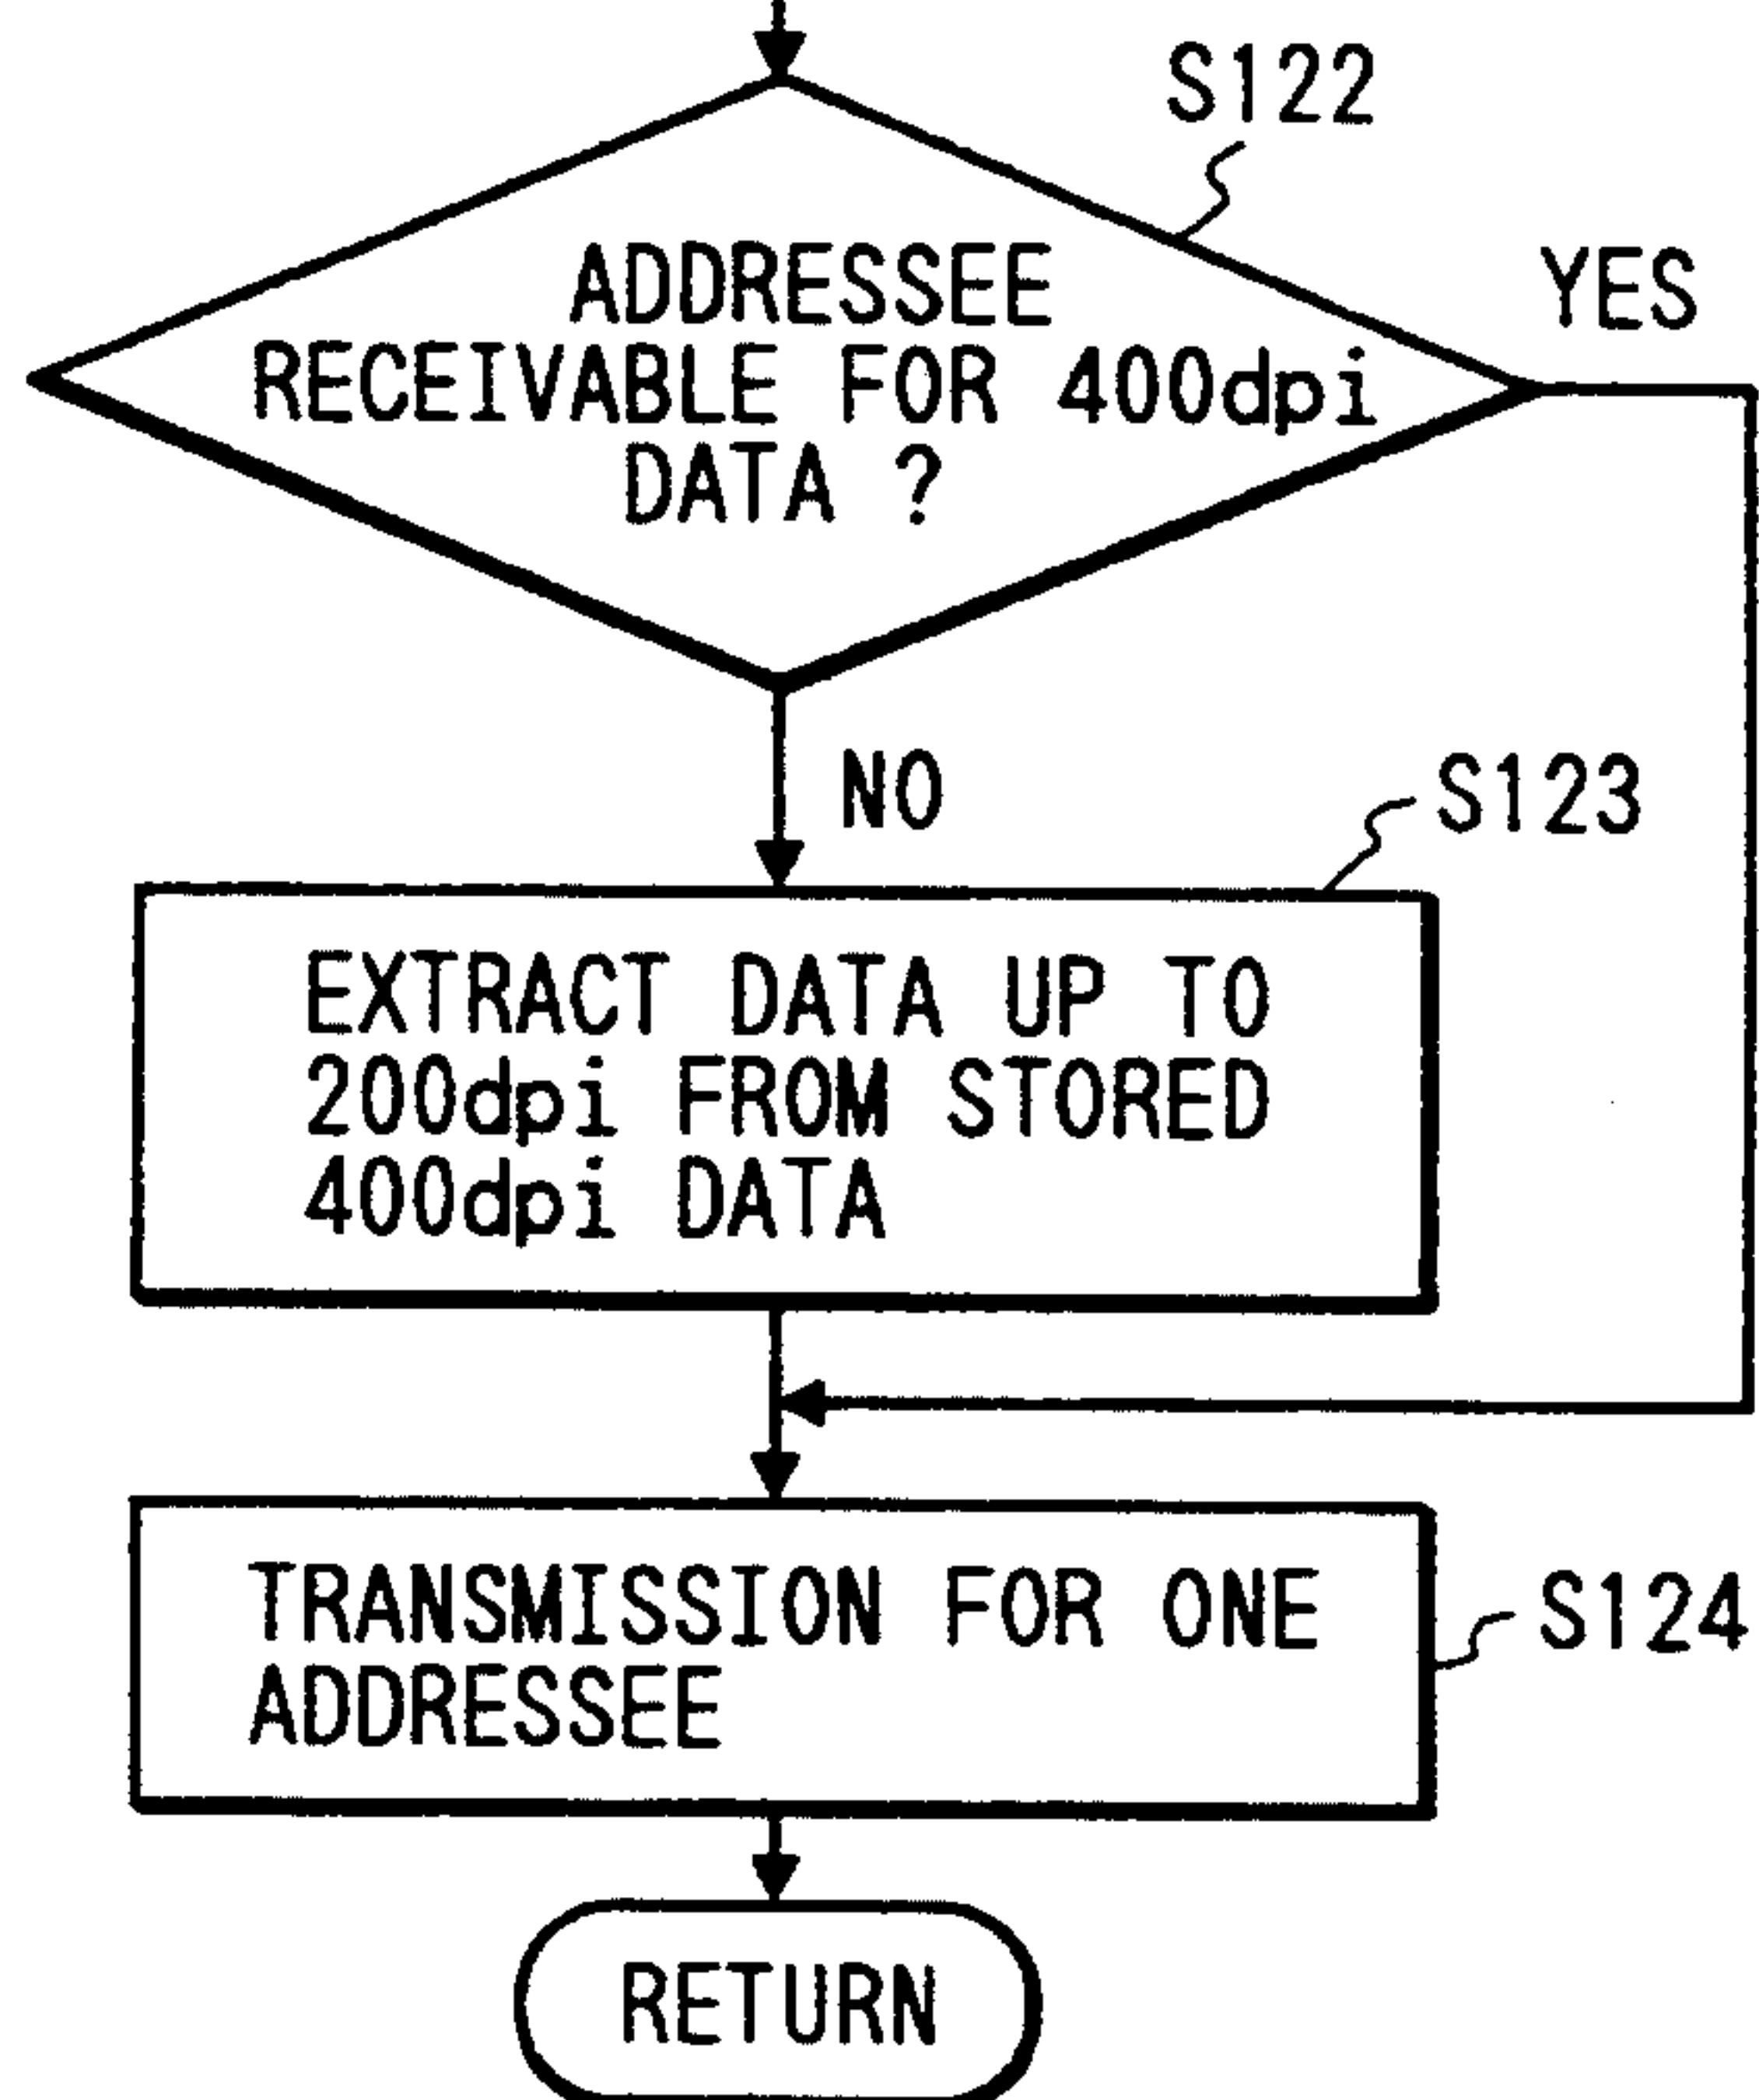 S122
ADDRESSEE
RECEIVABLE FOR 400dpi
DATA ?
YES
NO
S123
EXTRACT DATA UP TO
200dpi FROM STORED
400dpi DATA
TRANSMISSION FOR ONE
ADDRESSEE
S124
RETURN